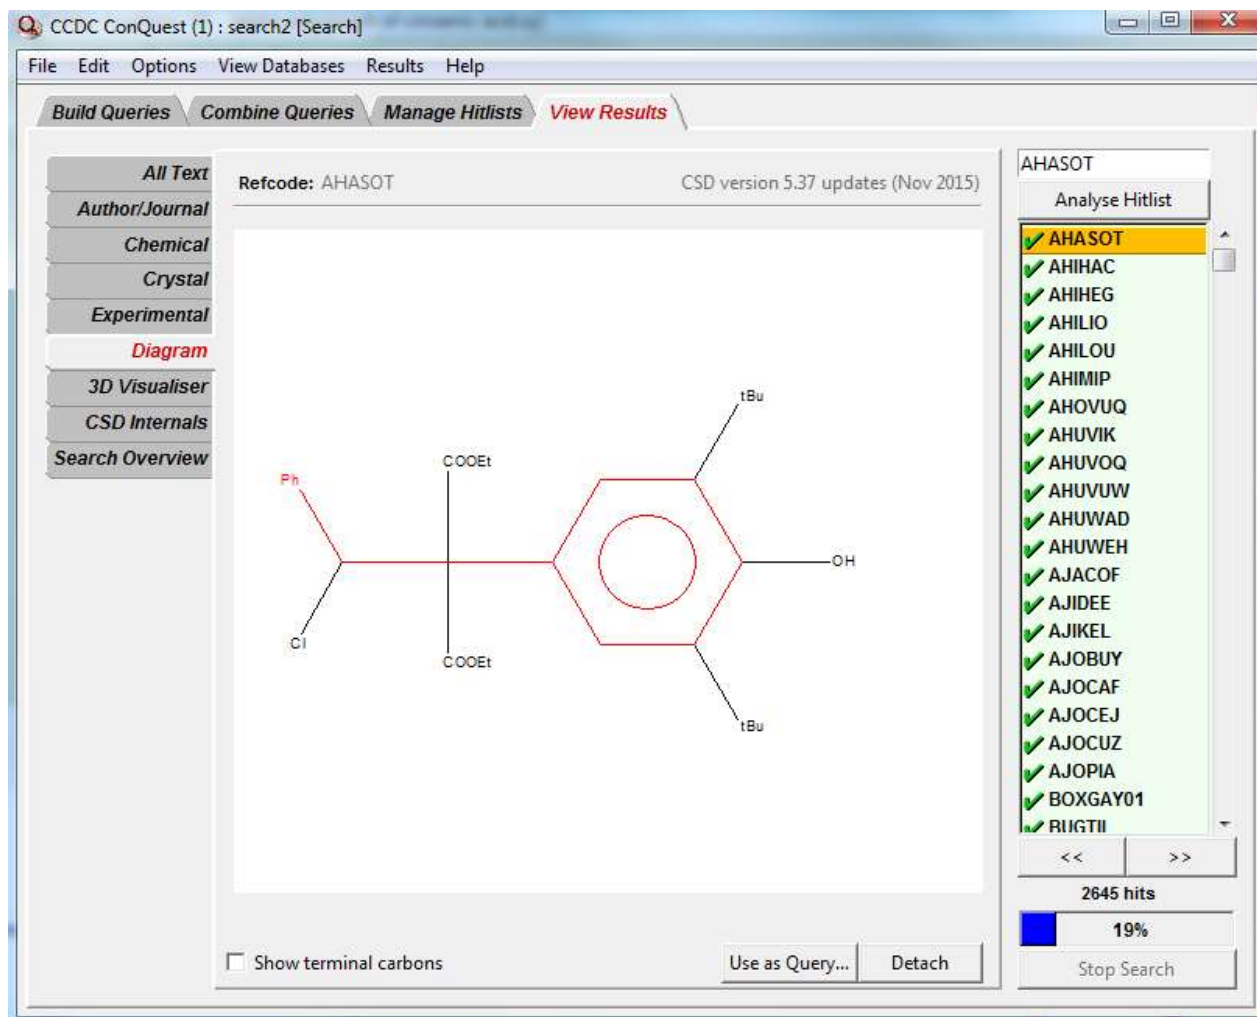 CCDC ConQuest (1) : search2 [Search]
File Edit Options View Databases Results Help
Build Queries Combine Queries Manage Hitlists View Results
All Text
Author/Journal
Chemical
Crystal
Experimental
Diagram
3D Visualiser
CSD Internals
Search Overview
Refcode: AHASOT CSD version 5.37 updates (Nov 2015)
tBu
COOEt
Ph
OH
Cl
COOEt
tBu
Show terminal carbons
Use as Query... Detach
AHASOT
Analyse Hitlist
AHASOT
AHIHAC
AHIHEG
AHILIO
AHILOU
AHIMIP
AHOVUQ
AHUVIK
AHUVOQ
AHUVUW
AHUWAD
AHUWEH
AJACOF
AJIDEE
AJIKEL
AJOBUY
AJOCAF
AJOCEJ
AJOCUZ
AJOPIA
BOXGAY01
<< >>
2645 hits
19%
Stop Search